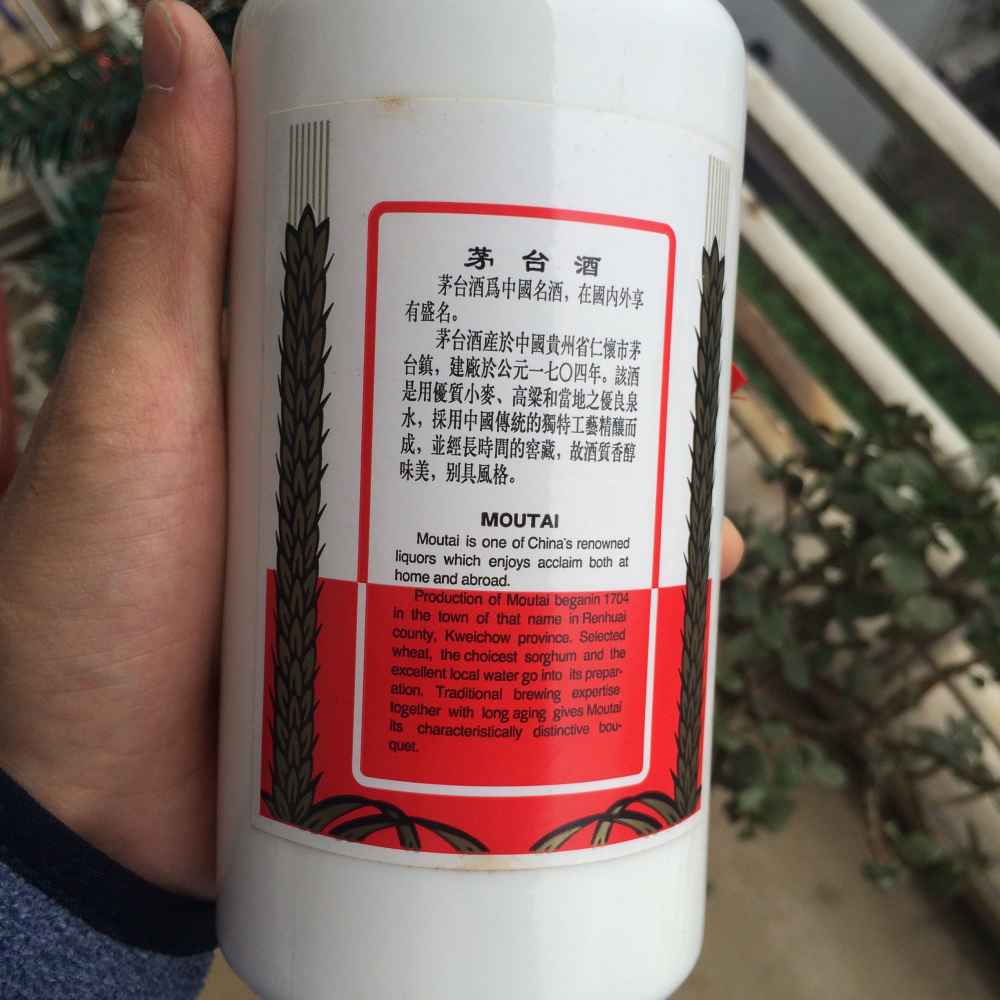 茅台酒
茅台酒爲中國名酒，在國內外享
有盛名。
茅台酒産於中國貴州省仁懷市茅
台鎮，建廠於公元一七〇四年。該酒
是用優質小麥、高粱和當地之優良泉
水，採用中國傳統的獨特工藝精釀而
成，並經長時間的窖藏，故酒質香醇
味美，别具風格。
MOUTAI
Moutai is one of China's renowned
liquors which enjoys acclaim both at
home and abroad.
Production of Moutai beganin 1704
in the town of that name in Renhuai
county, Kweichow province. Selected
wheat, the choicest sorghum and the
excellent local water go into its prepar-
ation. Traditional brewing expertise
together with long aging gives Moutai
its characteristically distinctive bou-
quet.